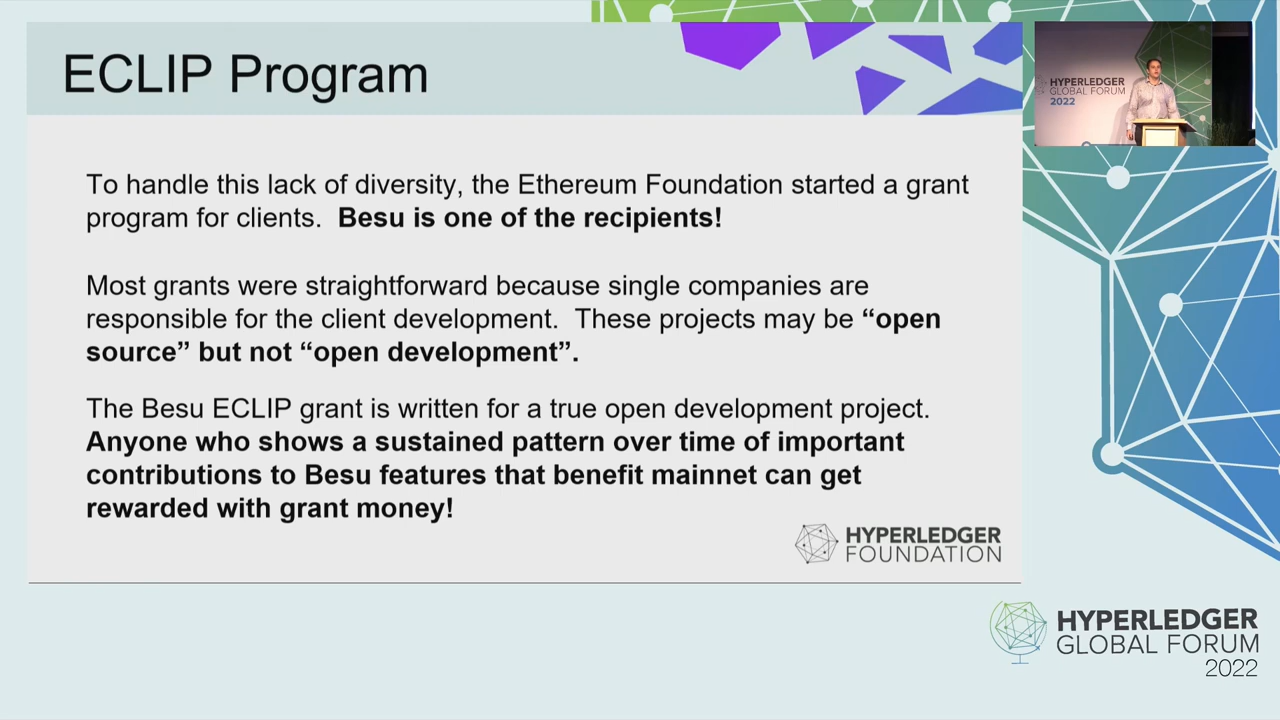 ECLIP Program
To handle this lack of diversity, the Ethereum Foundation started a grant
program for clients.  Besu is one of the recipients!
Most grants were straightforward because single companies are
responsible for the client development.  These projects may be “open
source” but not “open development”.
The Besu ECLIP grant is written for a true open development project.
Anyone who shows a sustained pattern over time of important
contributions to Besu features that benefit mainnet can get
rewarded with grant money!
HYPERLEDGER
FOUNDATION
HYPERLEDGER
GLOBAL FORUM
2022
HYPERLEDGER
GLOBAL FORUM
2022